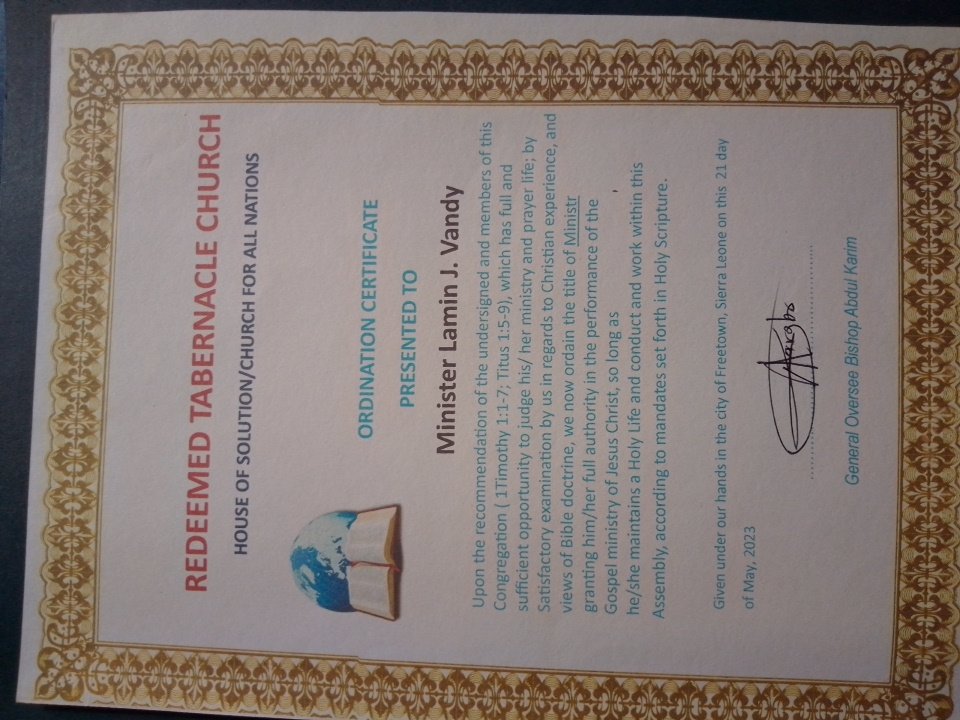 REDEEMED TABERNACLE CHURCH
HOUSE OF SOLUTION/CHURCH FOR ALL NATIONS
ORDINATION CERTIFICATE
PRESENTED TO
Minister Lamin J. Vandy
Upon the recommendation of the undersigned and members of this
Congregation ( 1Timothy 1:1-7; Titus 1:5-9), which has full and
sufficient opportunity to judge his/ her ministry and prayer life; by
Satisfactory examination by us in regards to Christian experience, and
views of Bible doctrine, we now ordain the title of Ministr
granting him/her full authority in the performance of the
Gospel ministry of Jesus Christ, so long as ,
he/she maintains a Holy Life and conduct and work within this
Assembly, according to mandates set forth in Holy Scripture.
Given under our hands in the city of Freetown, Sierra Leone on this 21 day
of May, 2023
General Oversee Bishop Abdul Karim